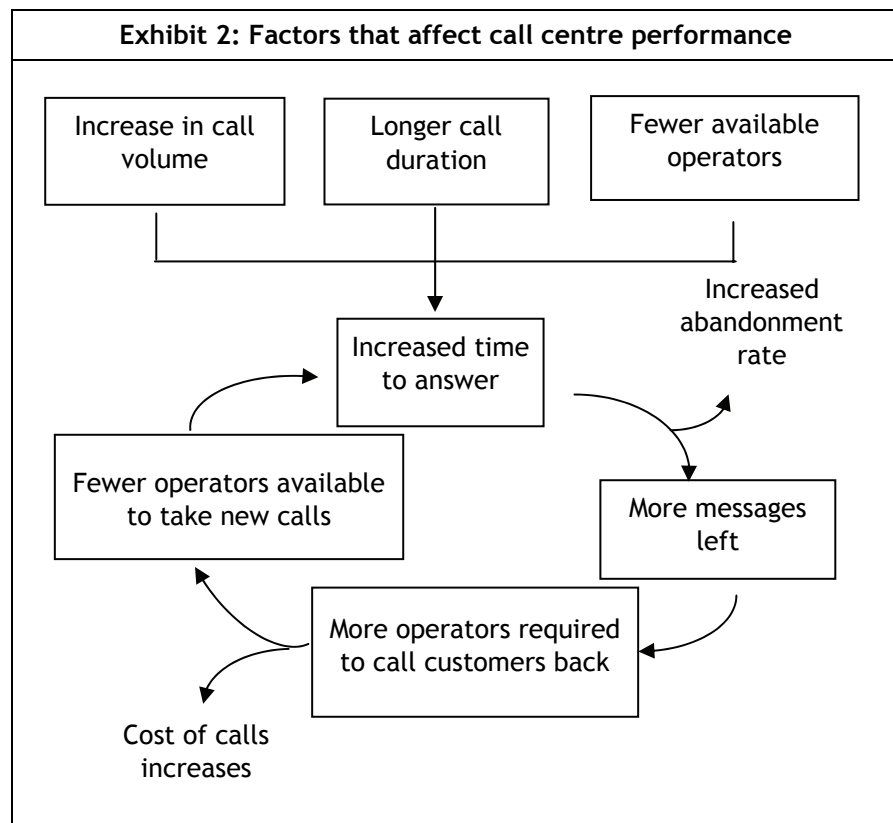 Exhibit 2: Factors that affect call centre performance
Increase in call
volume
Longer call
duration
Fewer available
operators
Increased
abandonment
rate
Increased time
to answer
Fewer operators available
to take new calls
More messages
left
More operators required
to call customers back
Cost of calls
increases